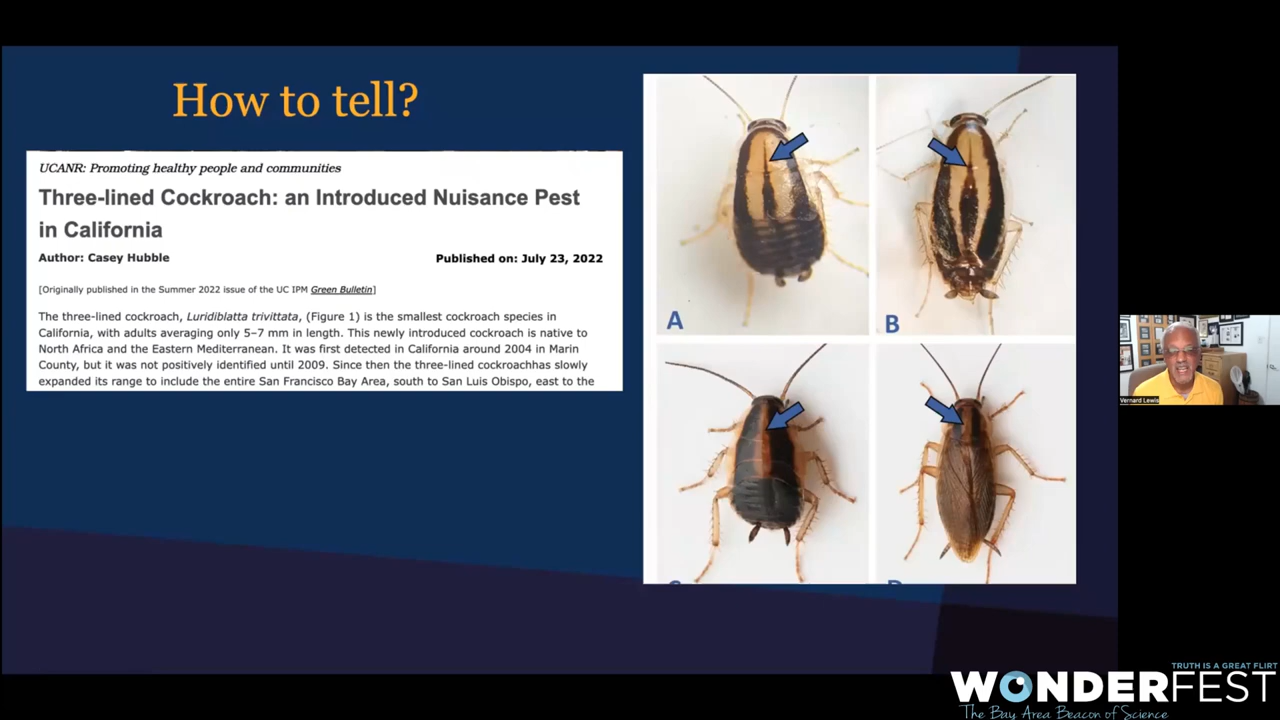 How to tell?
UCANR: Promoting healthy people and communities
Three-lined Cockroach: an Introduced Nuisance Pest
in California
Author: Casey Hubble
Published on: July 23, 2022
[Originally published in the Summer 2022 issue of the UC IPM Green Bulletin]
The three-lined cockroach, Luridiblatta trivittata, (Figure 1) is the smallest cockroach species in
California, with adults averaging only 5–7 mm in length. This newly introduced cockroach is native to
North Africa and the Eastern Mediterranean. It was first detected in California around 2004 in Marin
County, but it was not positively identified until 2009. Since then the three-lined cockroachhas slowly
expanded its range to include the entire San Francisco Bay Area, south to San Luis Obispo, east to the
A
B
Vernard Lewis
TRUTH IS A GREAT FLIRT
WONDERFEST
The Bay Area Beacon of Science